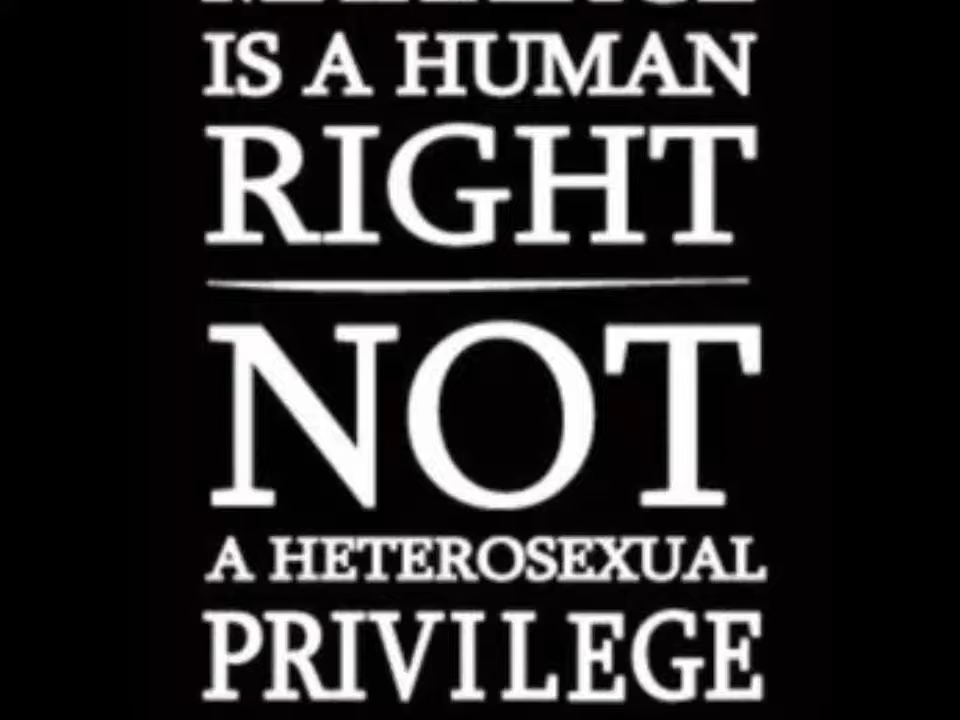 IS A HUMAN
RIGHT
NOT
A HETEROSEXUAL
PRIVILEGE